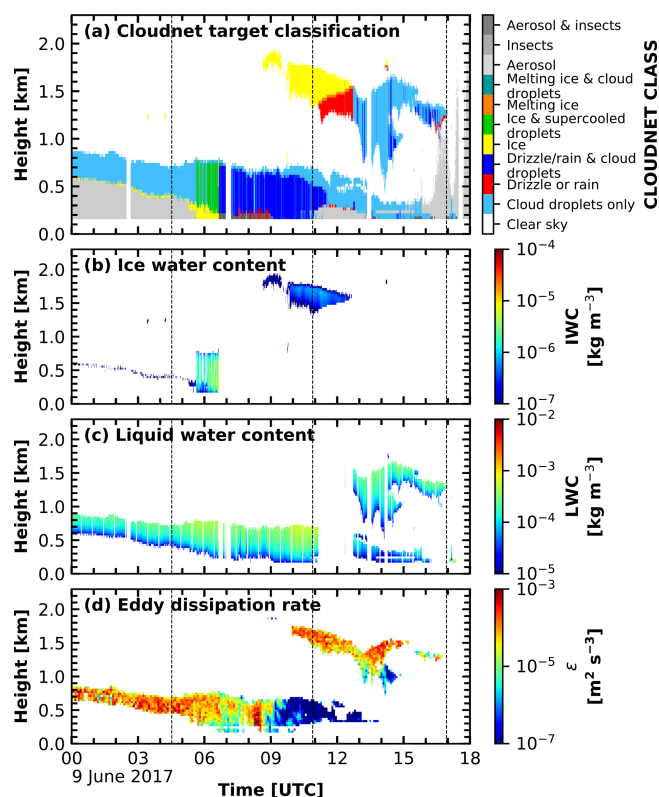 (a) Cloudnet target classification
2.0
1.5
1.0
0.5
0.0
Height [km]
Aerosol & insects
Insects
Aerosol
Melting ice & cloud
droplets
Melting ice
Ice & supercooled
droplets
Ice
Drizzle/rain & cloud
droplets
Drizzle or rain
Cloud droplets only
Clear sky
CLOUDNET CLASS
(b) Ice water content
2.0
1.5
1.0
0.5
0.0
Height [km]
10⁻⁴
10⁻⁵
10⁻⁶
10⁻⁷
IWC
[kg m⁻³]
(c) Liquid water content
2.0
1.5
1.0
0.5
0.0
Height [km]
10⁻²
10⁻³
10⁻⁴
10⁻⁵
LWC
[kg m⁻³]
(d) Eddy dissipation rate
2.0
1.5
1.0
0.5
0.0
Height [km]
10⁻³
10⁻⁵
10⁻⁷
ε
[m² s⁻³]
00 03 06 09 12 15 18
9 June 2017
Time [UTC]